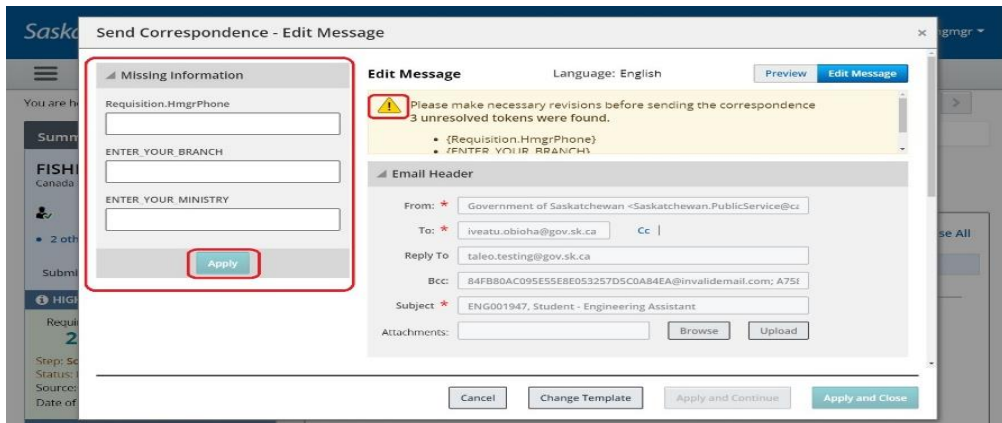 Saska
Send Correspondence - Edit Message
×
gmgr
You are h
Summ
FISHE
Canada
2 oth
Submi
HIGH
Requi
2
Step: Sc
Status:
Source:
Date of
Missing Information
Requisition.HmgrPhone
ENTER_YOUR_BRANCH
ENTER_YOUR_MINISTRY
Apply
Edit Message
Language: English
Preview
Edit Message
Please make necessary revisions before sending the correspondence
3 unresolved tokens were found.
• {Requisition.HmgrPhone}
• {ENTER_YOUR_BRANCH}
Email Header
From: * Government of Saskatchewan <Saskatchewan.PublicService@ca
To: * iveatu.obioha@gov.sk.ca Cc |
Reply To taleo.testing@gov.sk.ca
Bcc: 84FB80AC095E55E8E053257D5C0A84EA@invalidemail.com; A75E
Subject * ENG001947, Student - Engineering Assistant
Attachments: Browse Upload
se All
Cancel
Change Template
Apply and Continue
Apply and Close